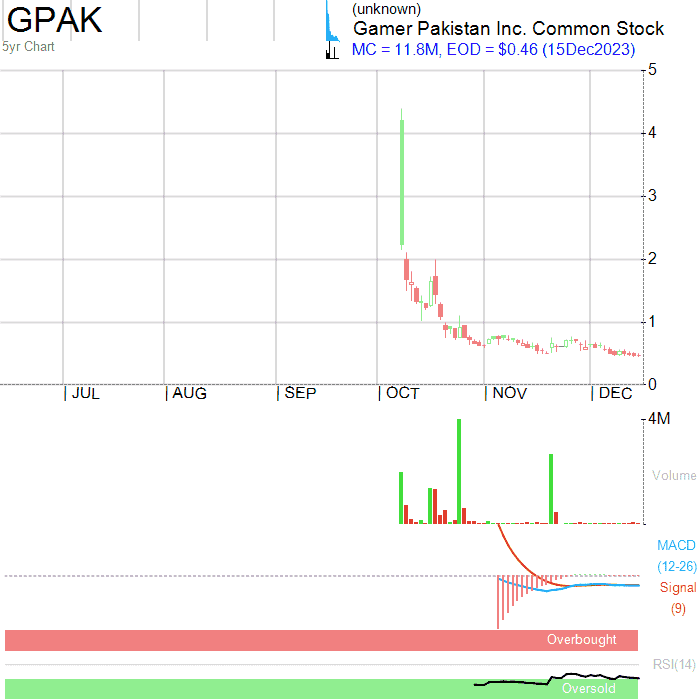 GPAK
5yr Chart
(unknown)
Gamer Pakistan Inc. Common Stock
MC = 11.8M, EOD = $0.46 (15Dec2023)
5
4
3
2
1
0
JUL AUG SEP OCT NOV DEC
4M
Volume
MACD
(12-26)
Signal
(9)
Overbought
RSI(14)
Oversold